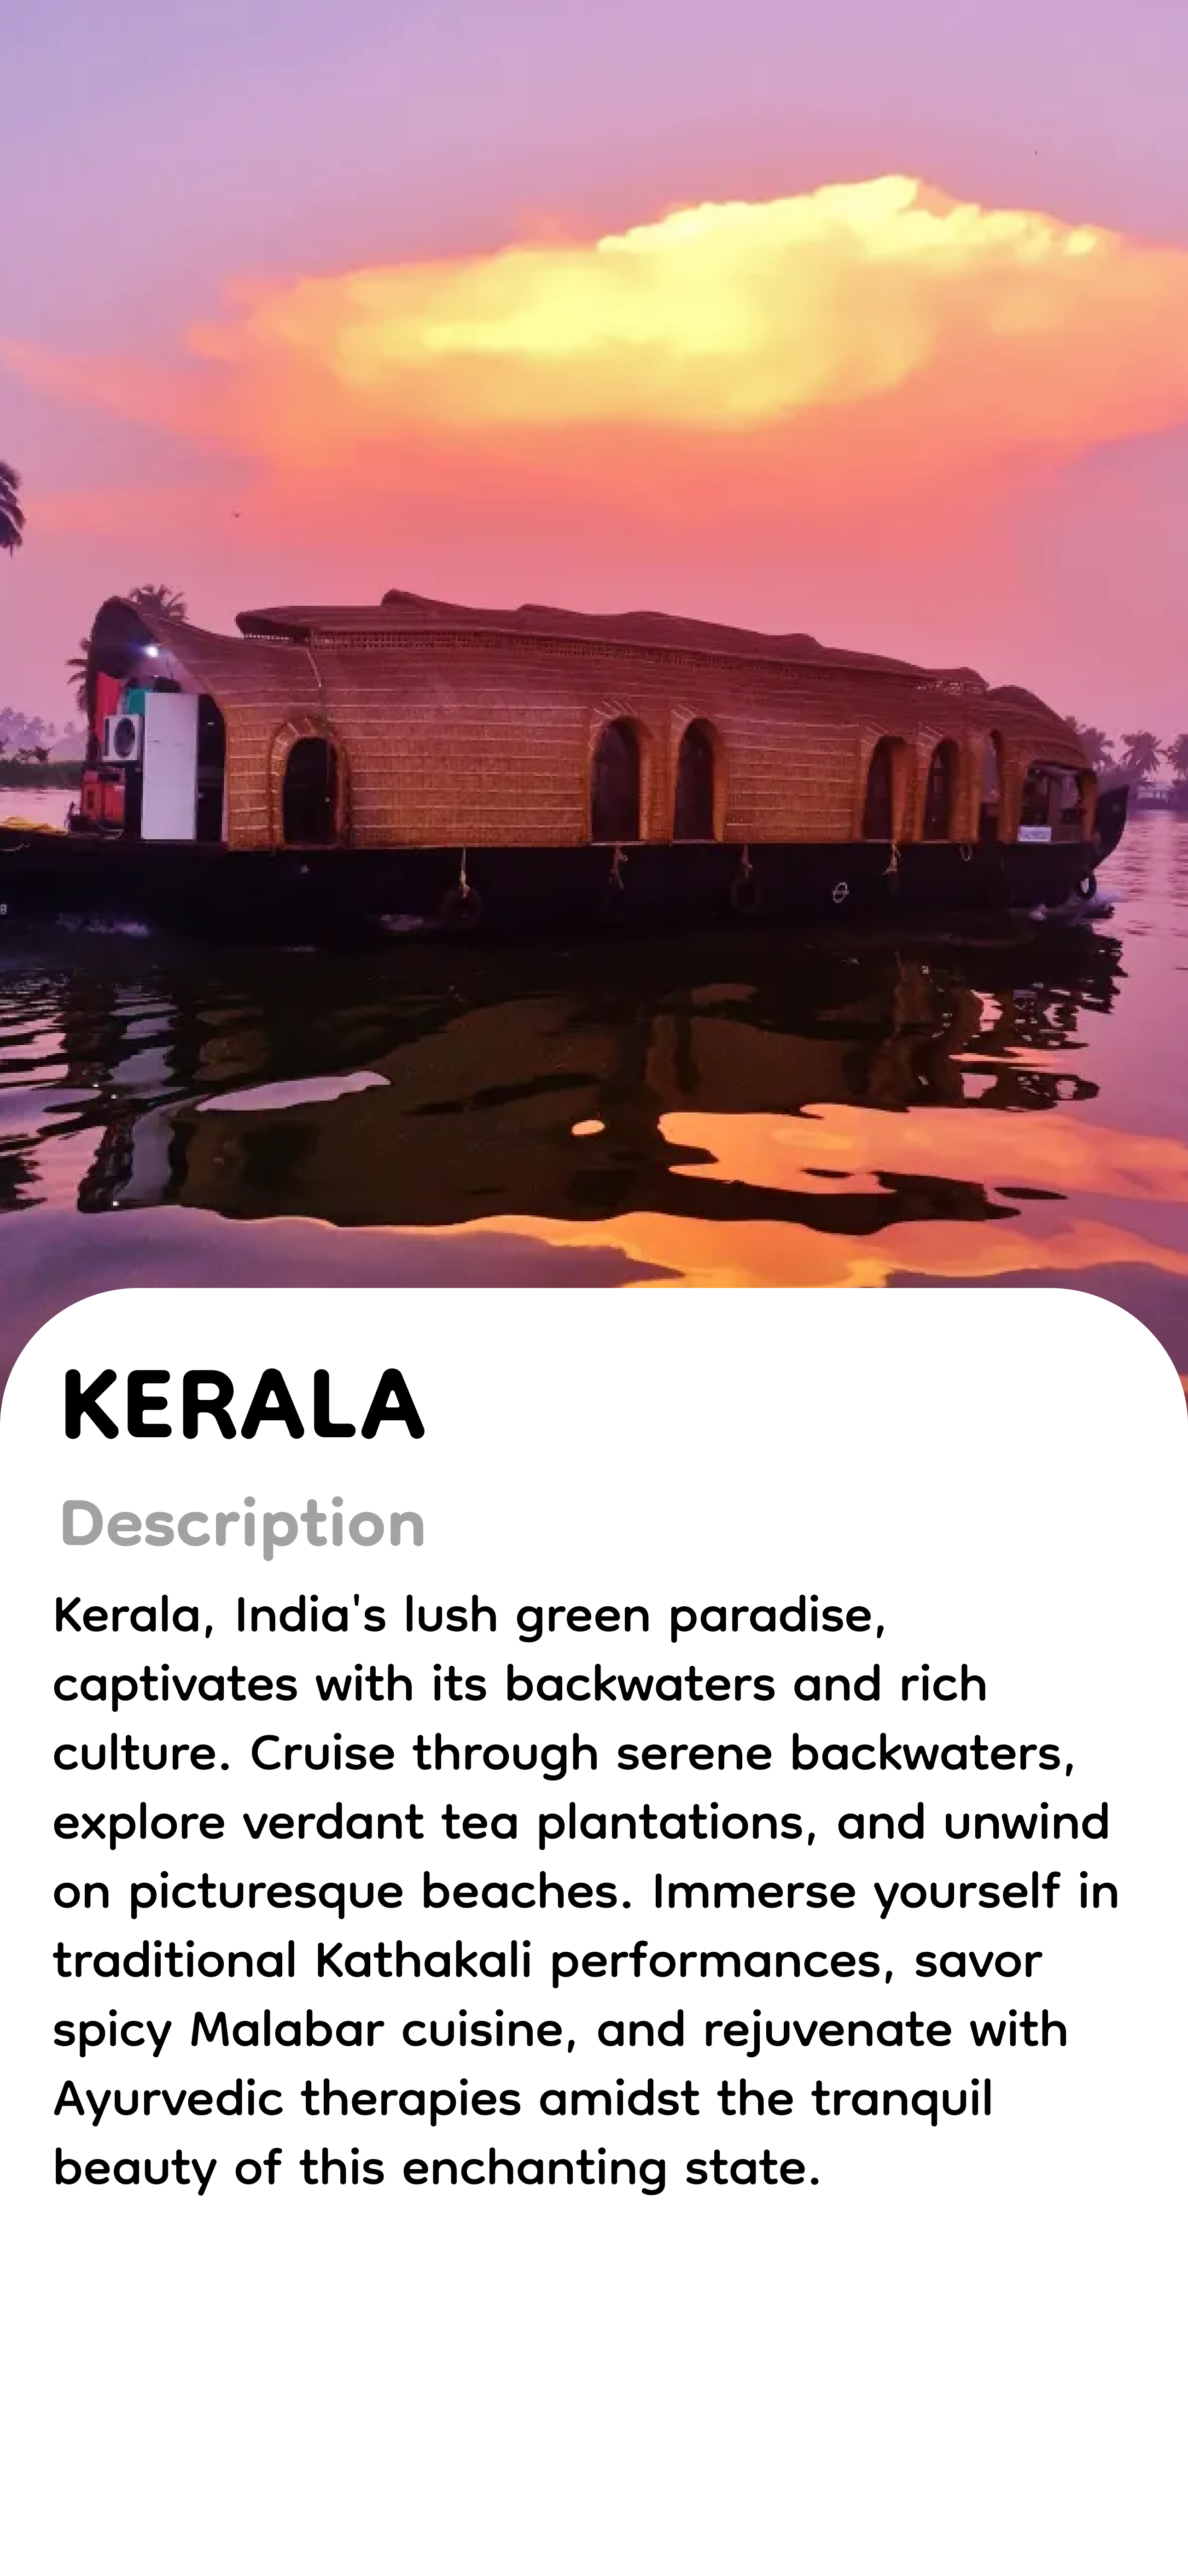 KERALA
Description
Kerala, India's lush green paradise,
captivates with its backwaters and rich
culture. Cruise through serene backwaters,
explore verdant tea plantations, and unwind
on picturesque beaches. Immerse yourself in
traditional Kathakali performances, savor
spicy Malabar cuisine, and rejuvenate with
Ayurvedic therapies amidst the tranquil
beauty of this enchanting state.